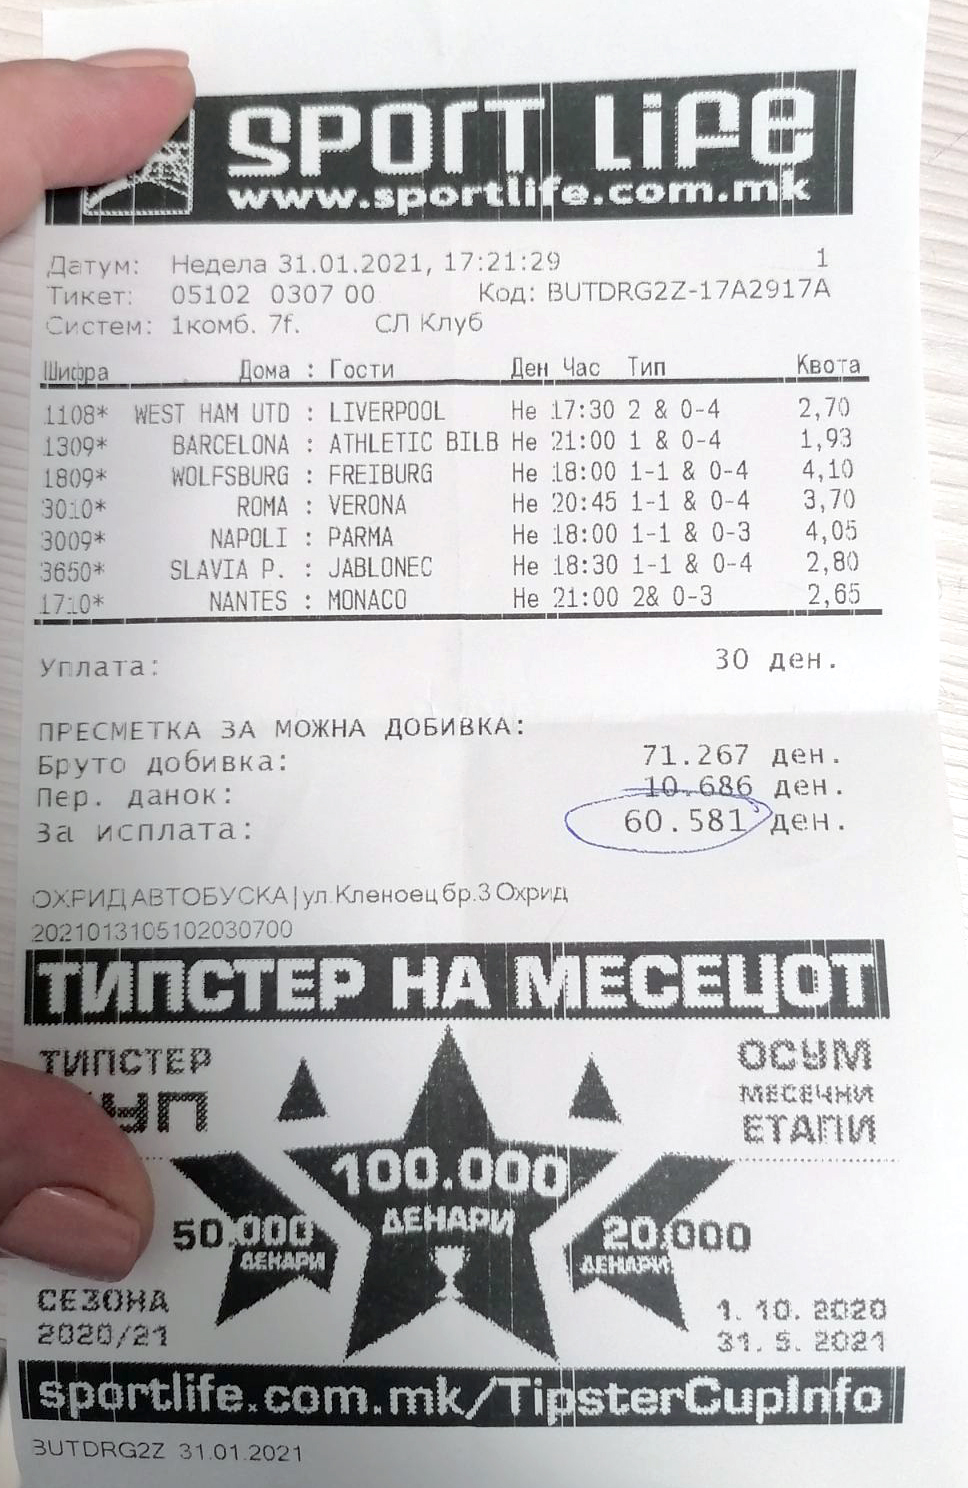 SPORT LIFE
www.sportlife.com.mk
Датум: Недела 31.01.2021, 17:21:29 1
Тикет: 05102 0307 00 Код: BUTDRG2Z-17A2917A
Систем: 1комб. 7f. СЛ Клуб
Шифра Дома : Гости Ден Час Тип Квота
1108* WEST HAM UTD : LIVERPOOL Не 17:30 2 & 0-4 2,70
1309* BARCELONA : ATHLETIC BILB Не 21:00 1 & 0-4 1,93
1809* WOLFSBURG : FREIBURG Не 18:00 1-1 & 0-4 4,10
3010* ROMA : VERONA Не 20:45 1-1 & 0-4 3,70
3009* NAPOLI : PARMA Не 18:00 1-1 & 0-3 4,05
3650* SLAVIA P. : JABLONEC Не 18:30 1-1 & 0-4 2,80
1710* NANTES : MONACO Не 21:00 2& 0-3 2,65
Уплата: 30 ден.
ПРЕСМЕТКА ЗА МОЖНА ДОБИВКА:
Бруто добивка: 71.267 ден.
Пер. данок: 10.686 ден.
За исплата: 60.581 ден.
ОХРИД АВТОБУСКА|ул.Кленоец бр.3 Охрид
2021013105102030700
ТИПСТЕР НА МЕСЕЦОТ
ТИПСТЕР
КУП
ОСУМ
МЕСЕЧНИ
ЕТАПИ
100.000
ДЕНАРИ
50.000
ДЕНАРИ
20.000
ДЕНАРИ
СЕЗОНА
2020/21
1. 10. 2020
31. 5. 2021
sportlife.com.mk/TipsterCupInfo
BUTDRG2Z 31.01.2021